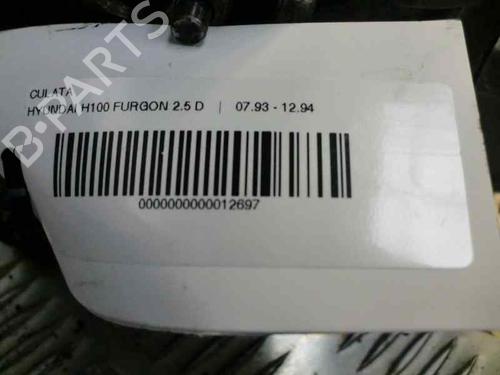 CULATA
HYUNDAI H100 FURGON 2.5 D | 07.93 - 12.94
0000000000012697
B-PARTS